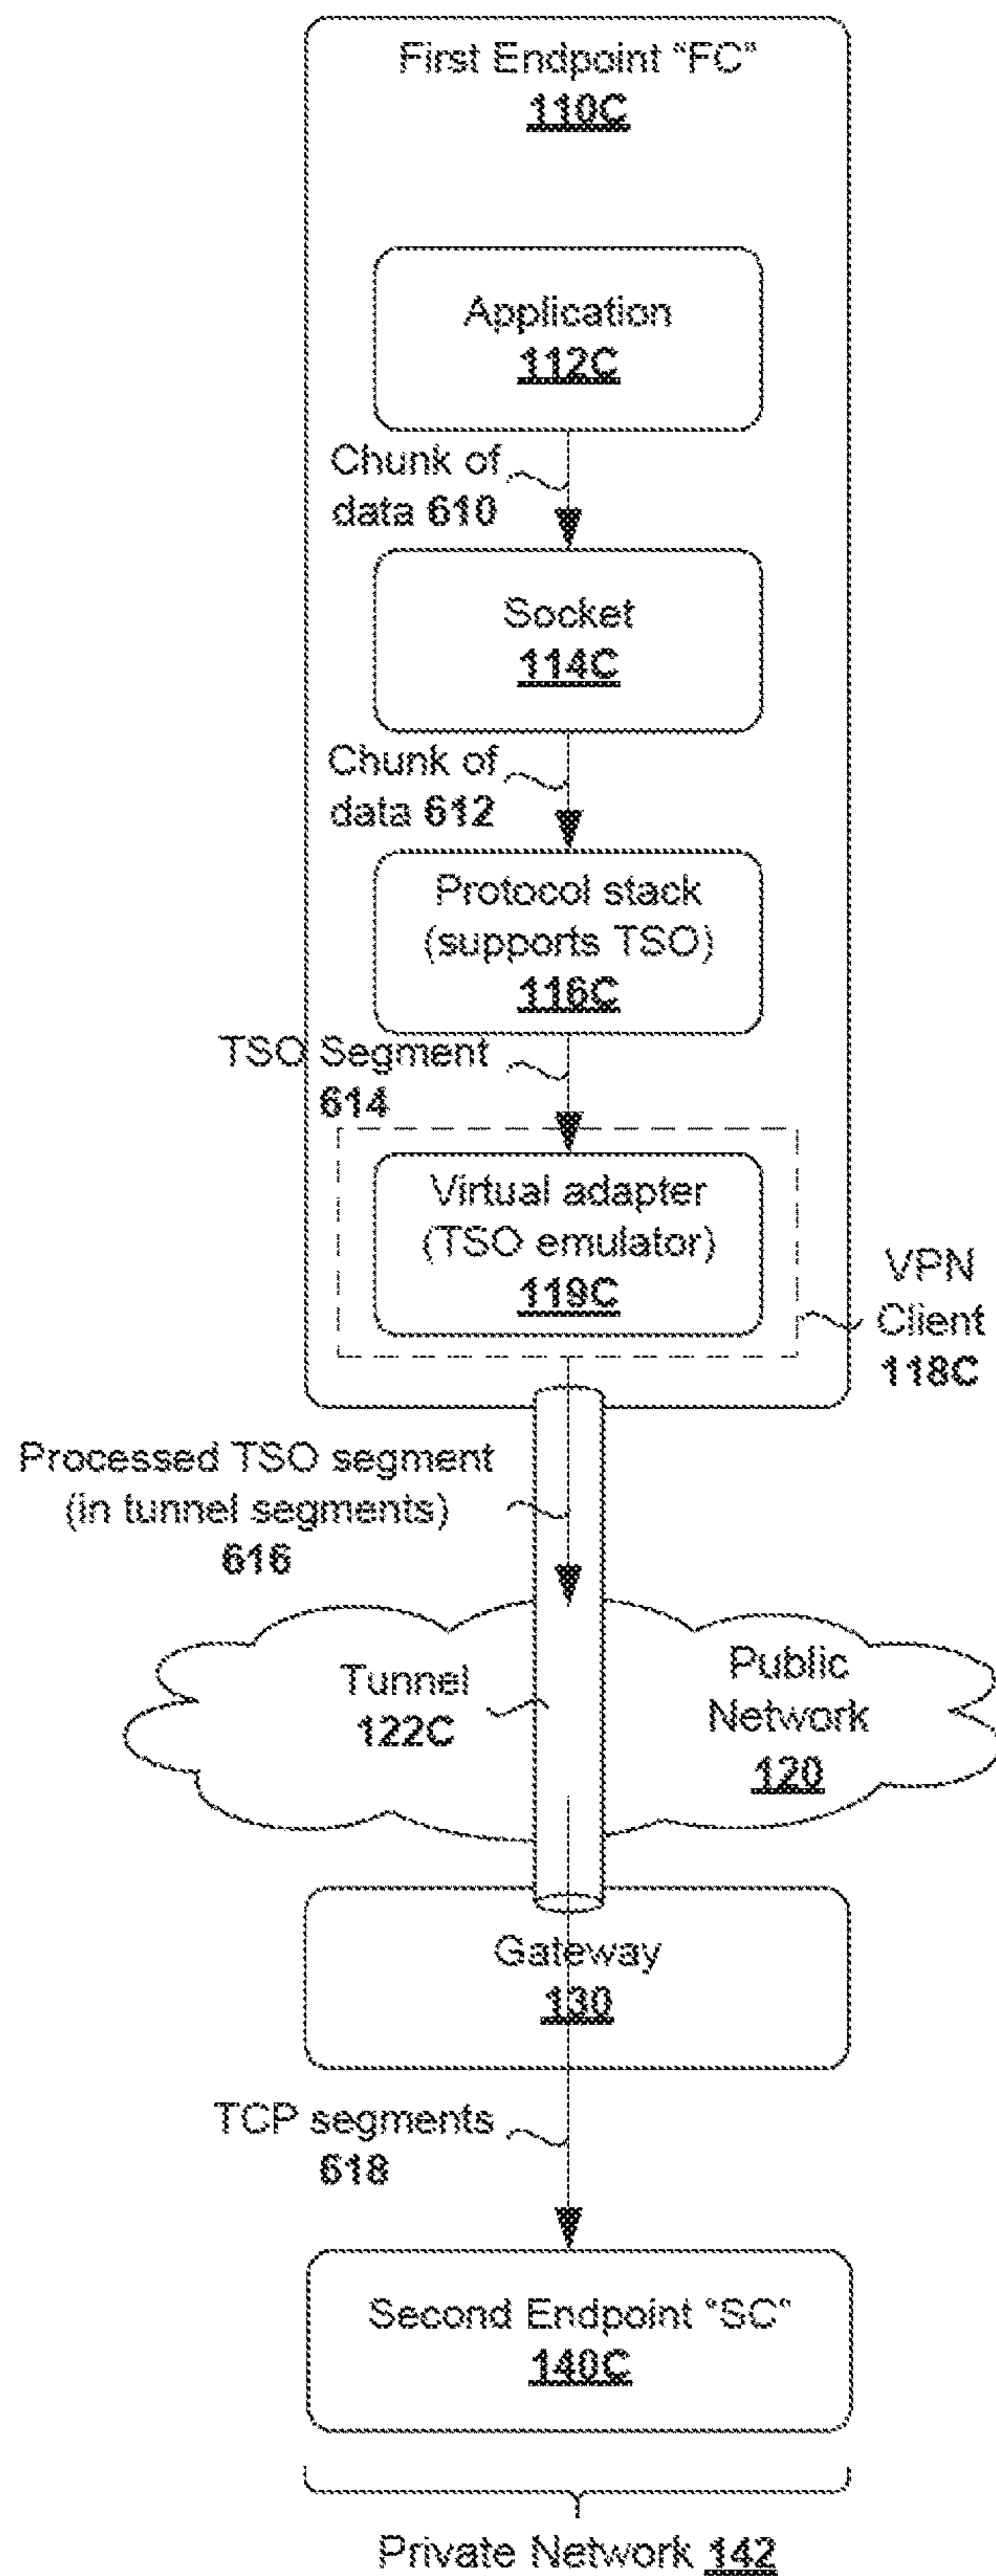 First Endpoint "FC"
110C
Application
112C
Chunk of
data 610
Socket
114C
Chunk of
data 612
Protocol stack
(supports TSO)
116C
TSO Segment
614
Virtual adapter
(TSO emulator)
119C
VPN
Client
118C
Processed TSO segment
(in tunnel segments)
616
Tunnel
122C
Public
Network
120
Gateway
130
TCP segments
618
Second Endpoint "SC"
140C
Private Network 142